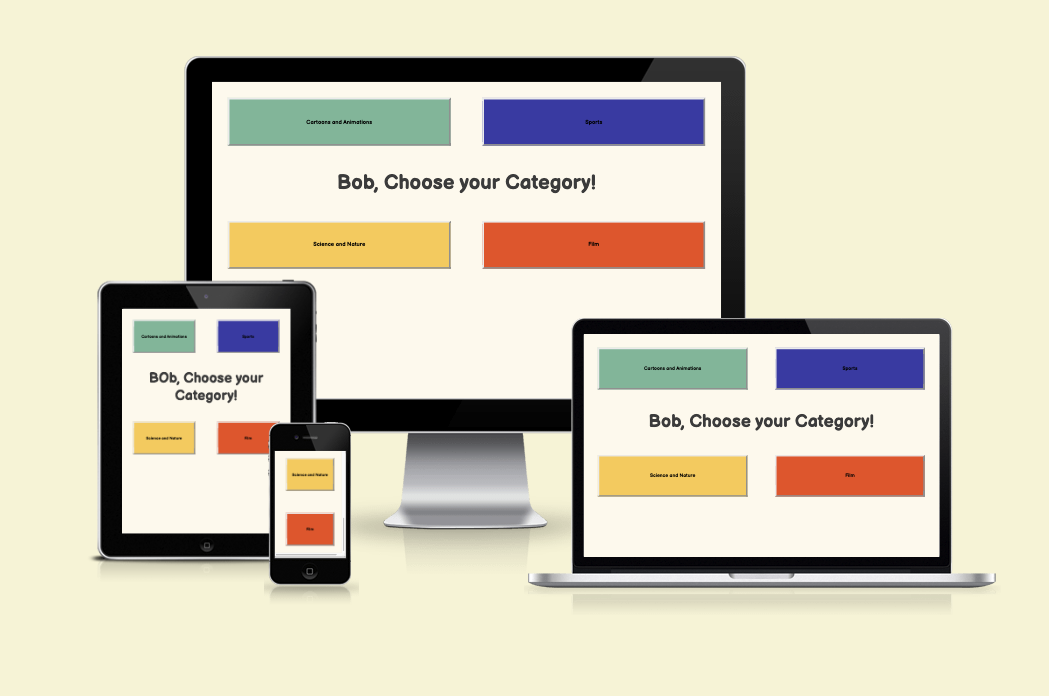 Cartoons and Animations
Sports
Bob, Choose your Category!
Science and Nature
Film
Cartoons and Animations
Sports
BOb, Choose your
Category!
Science and Nature
Film
Science and Nature
Film
Cartoons and Animations
Sports
Bob, Choose your Category!
Science and Nature
Film